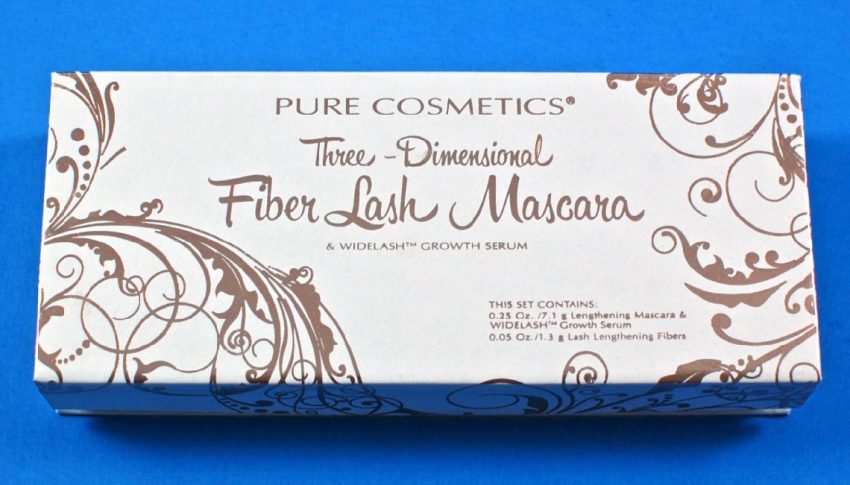 PURE COSMETICS®
Three-Dimensional
Fiber Lash Mascara
& WIDELASH™ GROWTH SERUM
THIS SET CONTAINS:
0.25 Oz. /7.1 g Lengthening Mascara &
WIDELASH™ Growth Serum
0.05 Oz./1.3 g Lash Lengthening Fibers